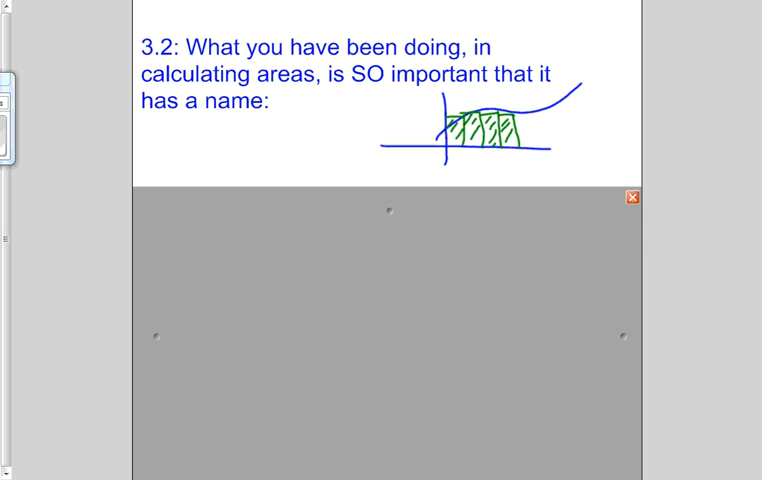 3.2: What you have been doing, in
calculating areas, is SO important that it
has a name: